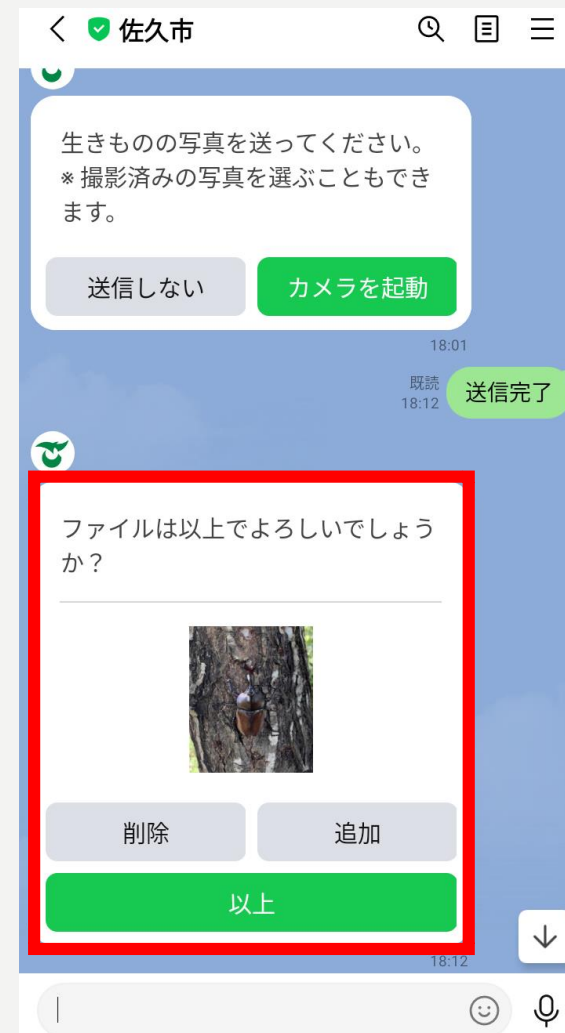 佐久市
生きものの写真を送ってください。
※撮影済みの写真を選ぶこともでき
ます。
送信しない
カメラを起動
18:01
既読
18:12
送信完了
ファイルは以上でよろしいでしょう
か？
削除
追加
以上
18:12